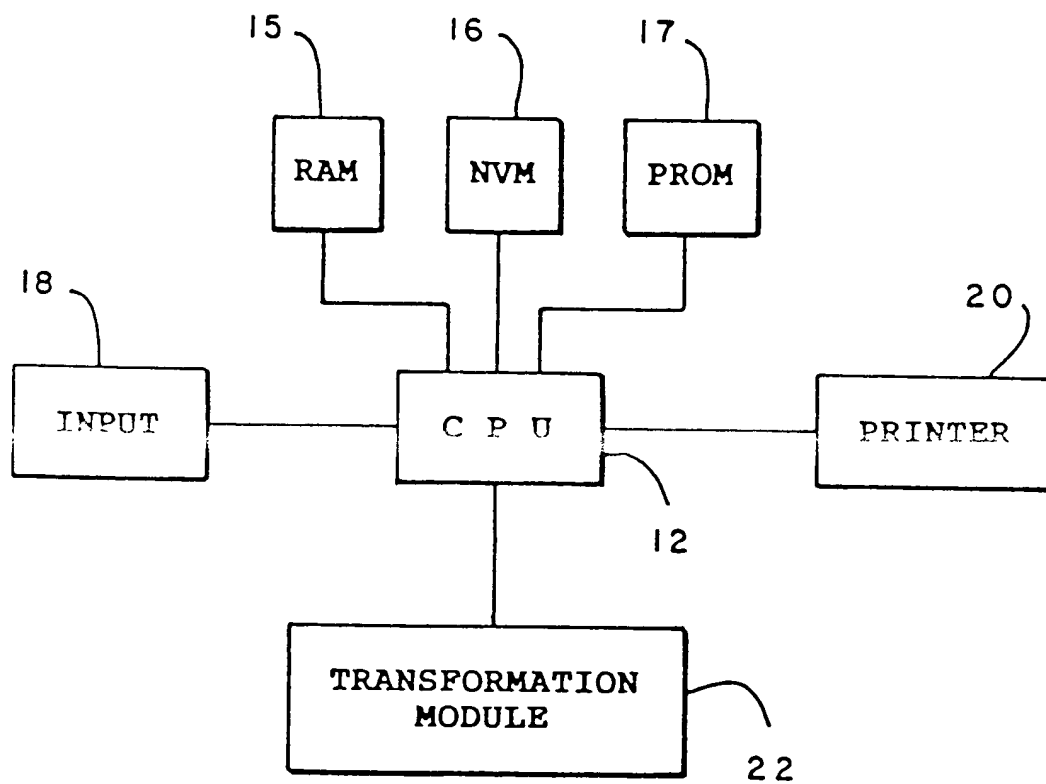 15
16
17
RAM
NVM
PROM
18
20
INPUT
C P U
PRINTER
12
TRANSFORMATION
MODULE
22